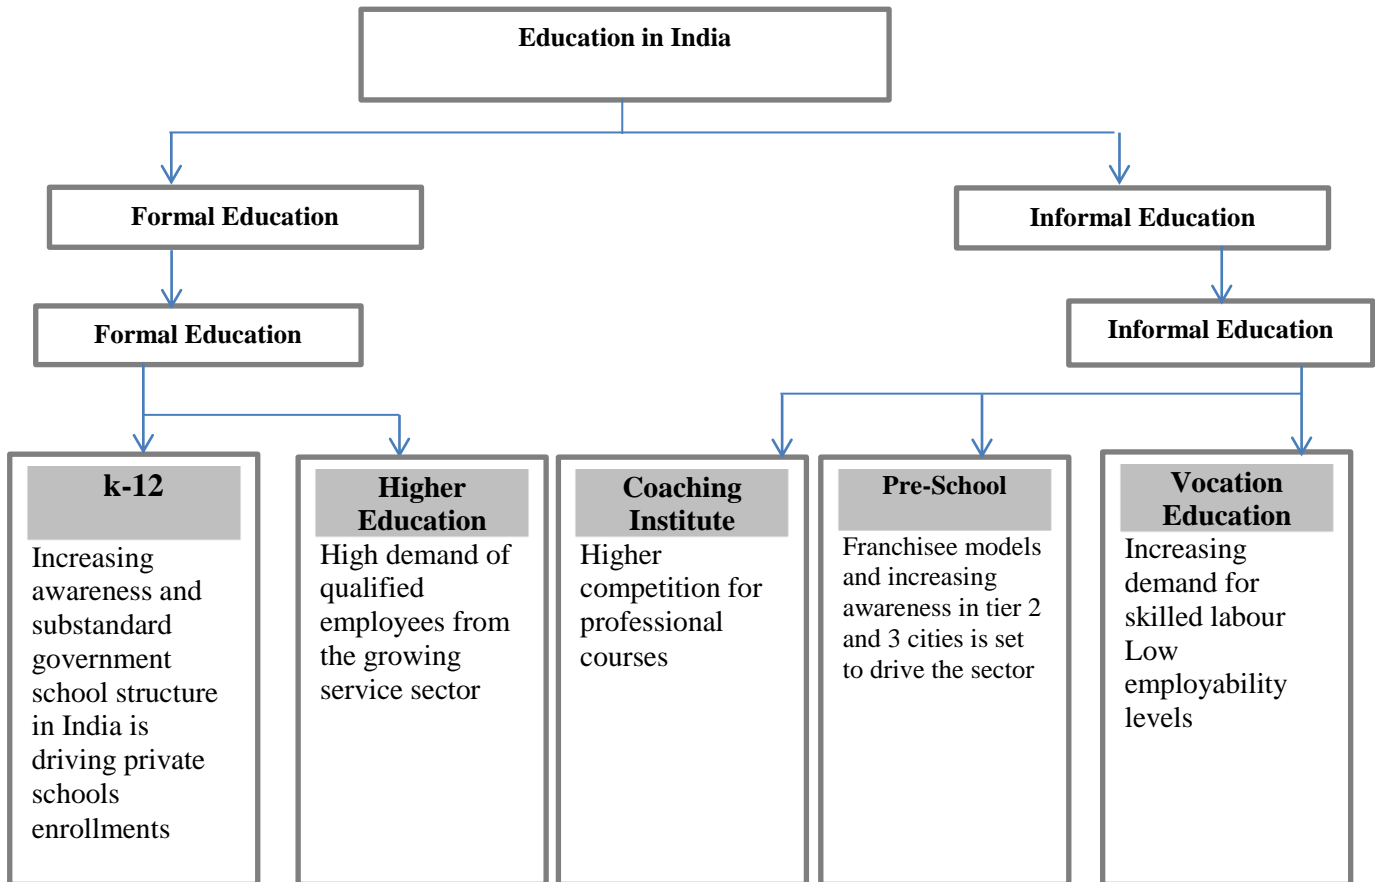 Education in India
Formal Education
Informal Education
Formal Education
Informal Education
k-12
Increasing
awareness and
substandard
government
school structure
in India is
driving private
schools
enrollments
Higher
Education
High demand of
qualified
employees from
the growing
service sector
Coaching
Institute
Higher
competition for
professional
courses
Pre-School
Franchisee models
and increasing
awareness in tier 2
and 3 cities is set
to drive the sector
Vocation
Education
Increasing
demand for
skilled labour
Low
employability
levels